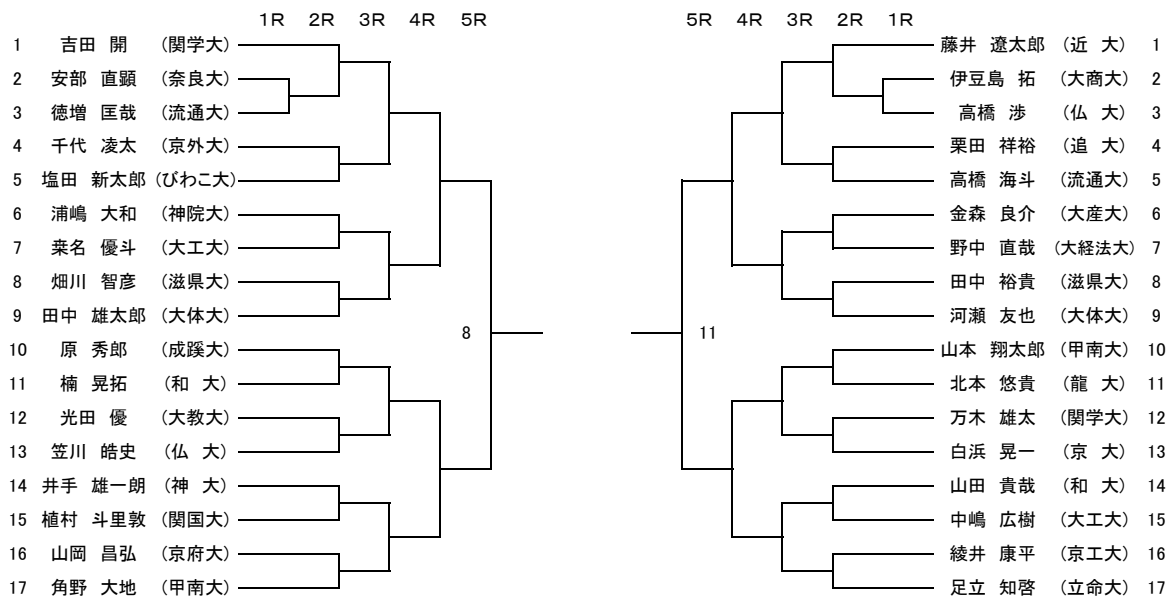 1R 2R 3R 4R 5R 5R 4R 3R 2R 1R
1 吉田 開 (関学大) 藤井 遼太郎 (近 大) 1
2 安部 直顕 (奈良大) 伊豆島 拓 (大商大) 2
3 徳増 匡哉 (流通大) 高橋 渉 (仏 大) 3
4 千代 凌太 (京外大) 栗田 祥裕 (追 大) 4
5 塩田 新太郎 (びわこ大) 高橋 海斗 (流通大) 5
6 浦嶋 大和 (神院大) 金森 良介 (大産大) 6
7 桒名 優斗 (大工大) 野中 直哉 (大経法大) 7
8 畑川 智彦 (滋県大) 田中 裕貴 (滋県大) 8
9 田中 雄太郎 (大体大) 河瀬 友也 (大体大) 9
8 11
10 原 秀郎 (成蹊大) 山本 翔太郎 (甲南大) 10
11 楠 晃拓 (和 大) 北本 悠貴 (龍 大) 11
12 光田 優 (大教大) 万木 雄太 (関学大) 12
13 笠川 皓史 (仏 大) 白浜 晃一 (京 大) 13
14 井手 雄一朗 (神 大) 山田 貴哉 (和 大) 14
15 植村 斗里敦 (関国大) 中嶋 広樹 (大工大) 15
16 山岡 昌弘 (京府大) 綾井 康平 (京工大) 16
17 角野 大地 (甲南大) 足立 知啓 (立命大) 17